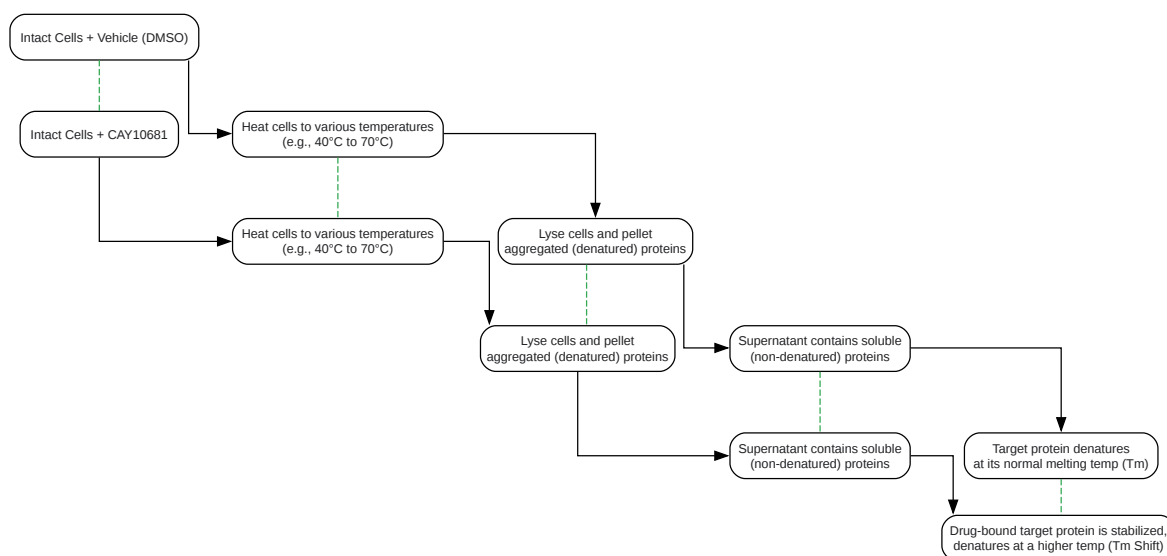 Intact Cells + Vehicle (DMSO)
Intact Cells + CAY10681
Heat cells to various temperatures
(e.g., 40°C to 70°C)
Heat cells to various temperatures
(e.g., 40°C to 70°C)
Lyse cells and pellet
aggregated (denatured) proteins
Lyse cells and pellet
aggregated (denatured) proteins
Supernatant contains soluble
(non-denatured) proteins
Supernatant contains soluble
(non-denatured) proteins
Target protein denatures
at its normal melting temp (Tm)
Drug-bound target protein is stabilized,
denatures at a higher temp (Tm Shift)